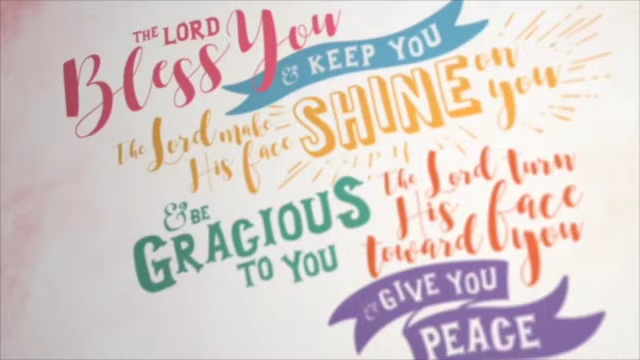 THE LORD
Bless You
& KEEP YOU
The Lord make
His face
SHINE
on
you
& BE
GRACIOUS
TO YOU
The Lord turn
His face
toward you
& GIVE YOU
PEACE